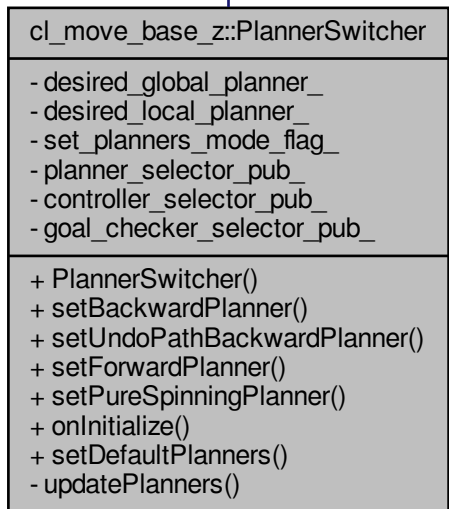 cl_move_base_z::PlannerSwitcher
- desired_global_planner_
- desired_local_planner_
- set_planners_mode_flag_
- planner_selector_pub_
- controller_selector_pub_
- goal_checker_selector_pub_
+ PlannerSwitcher()
+ setBackwardPlanner()
+ setUndoPathBackwardPlanner()
+ setForwardPlanner()
+ setPureSpinningPlanner()
+ onInitialize()
+ setDefaultPlanners()
- updatePlanners()